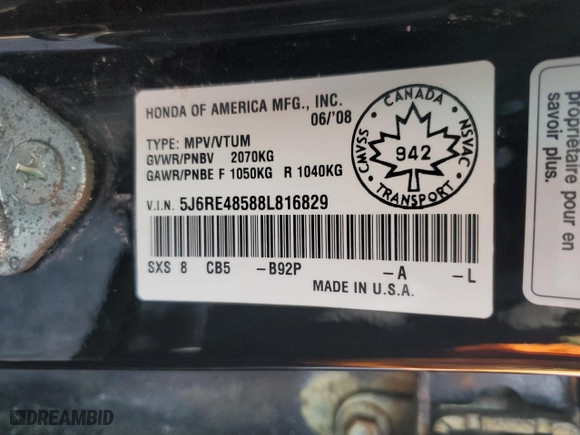 HONDA OF AMERICA MFG., INC.
06/'08
TYPE: MPV/VTUM
GVWR/PNBV 2070KG
GAWR/PNBE F 1050KG R 1040KG
V.I.N. 5J6RE48588L816829
SXS 8 CB5 -B92P -A -L
MADE IN U.S.A.
CANADA
CMVSS
NSVAC
942
TRANSPORT
propriétaire pour en
savoir plus.
DREAMBID